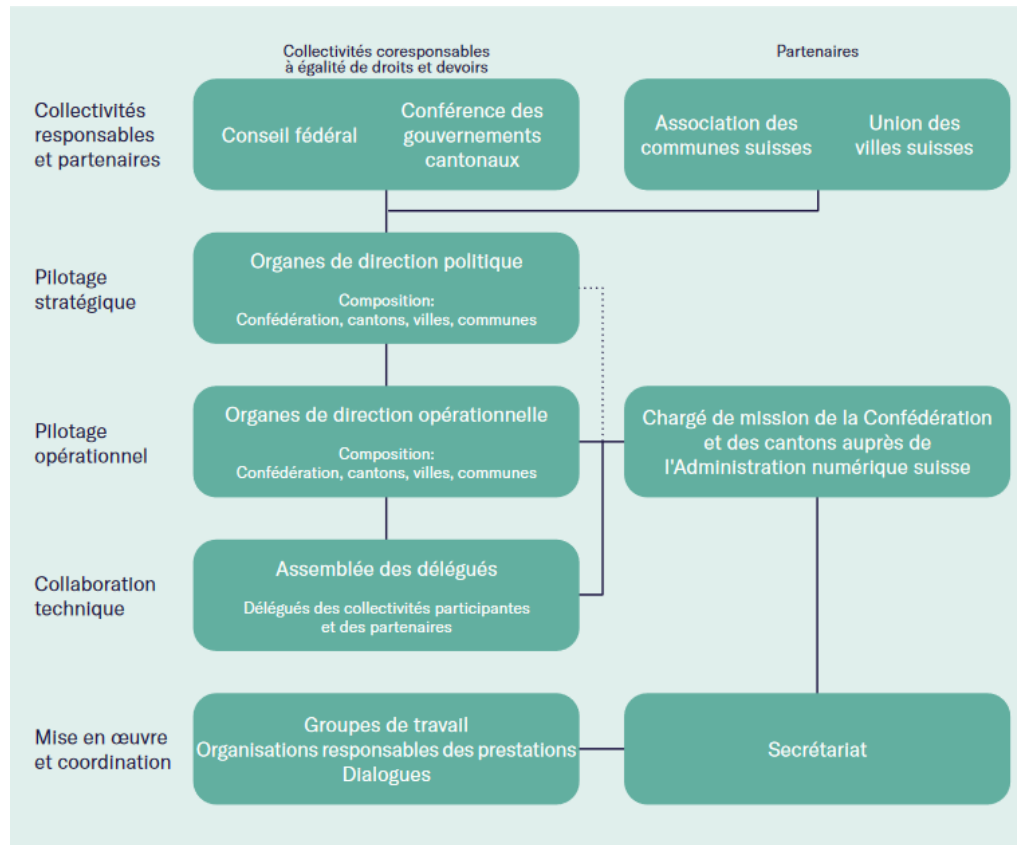 Collectivités coresponsables
à égalité de droits et devoirs
Partenaires
Collectivités
responsables
et partenaires
Conseil fédéral
Conférence des
gouvernements
cantonaux
Association des
communes suisses
Union des
villes suisses
Pilotage
stratégique
Organes de direction politique
Composition:
Confédération, cantons, villes, communes
Pilotage
opérationnel
Organes de direction opérationnelle
Composition:
Confédération, cantons, villes, communes
Chargé de mission de la Confédération
et des cantons auprès de
l'Administration numérique suisse
Collaboration
technique
Assemblée des délégués
Délégués des collectivités participantes
et des partenaires
Mise en œuvre
et coordination
Groupes de travail
Organisations responsables des prestations
Dialogues
Secrétariat